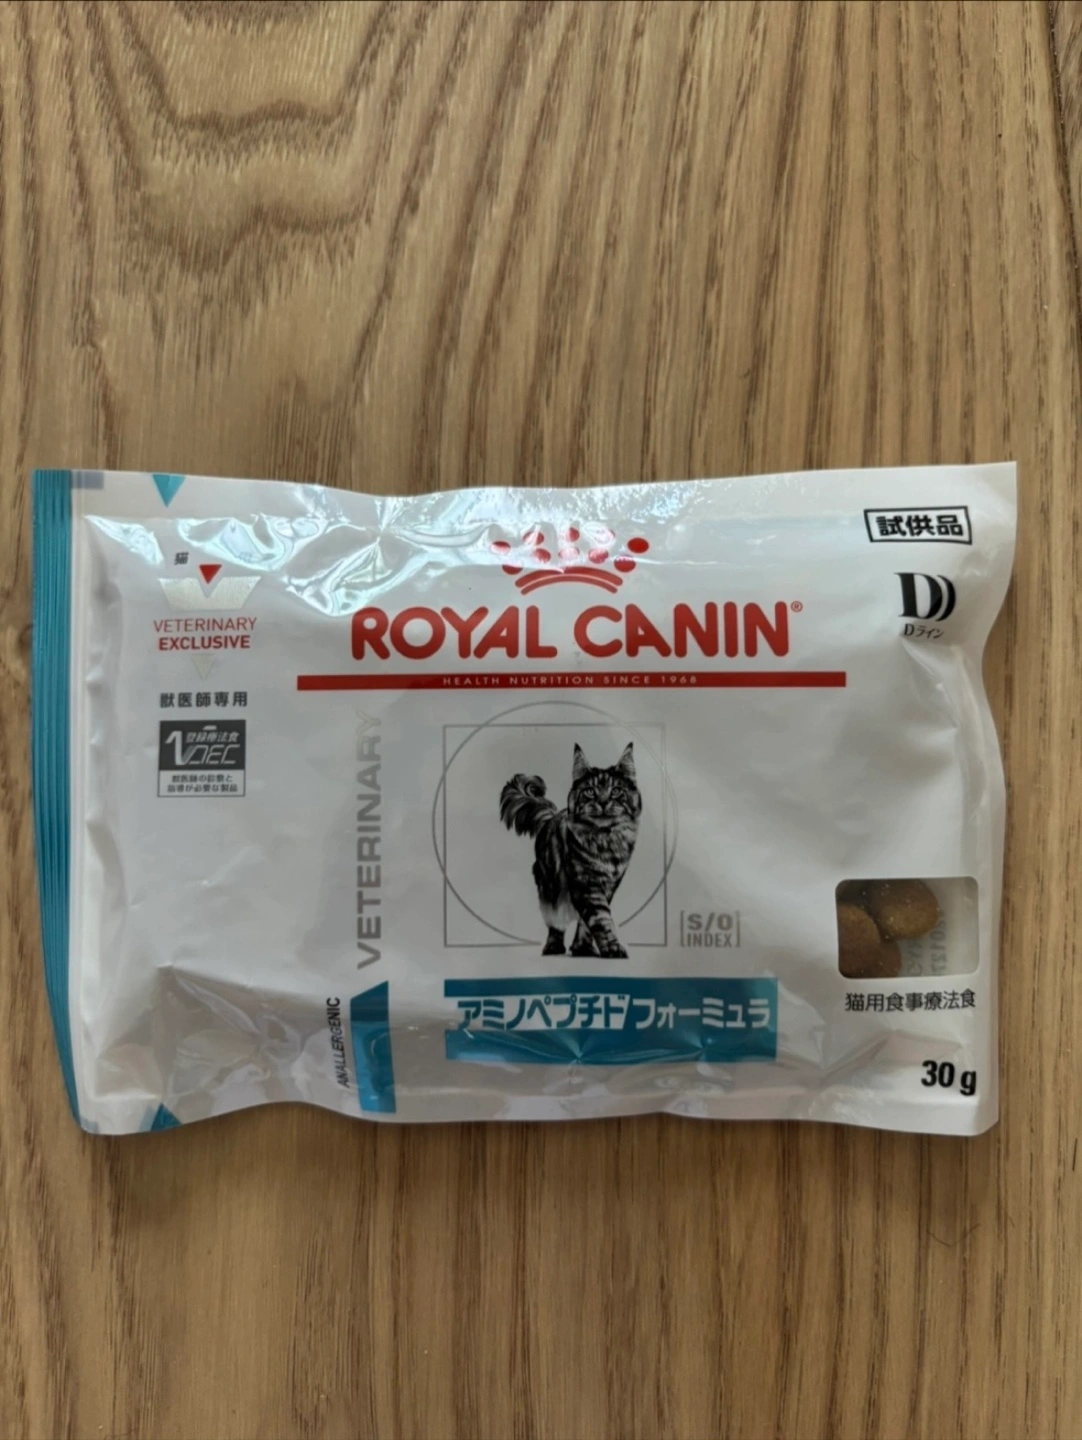 試供品
猫
VETERINARY
EXCLUSIVE
獣医師専用
登録療法食
VDEC
獣医師の診察と
指導が必要な製品
ROYAL CANIN®
HEALTH NUTRITION SINCE 1968
D
Dライン
VETERINARY
S/O
INDEX
ANALLERGENIC
アミノペプチドフォーミュラ
猫用食事療法食
30g